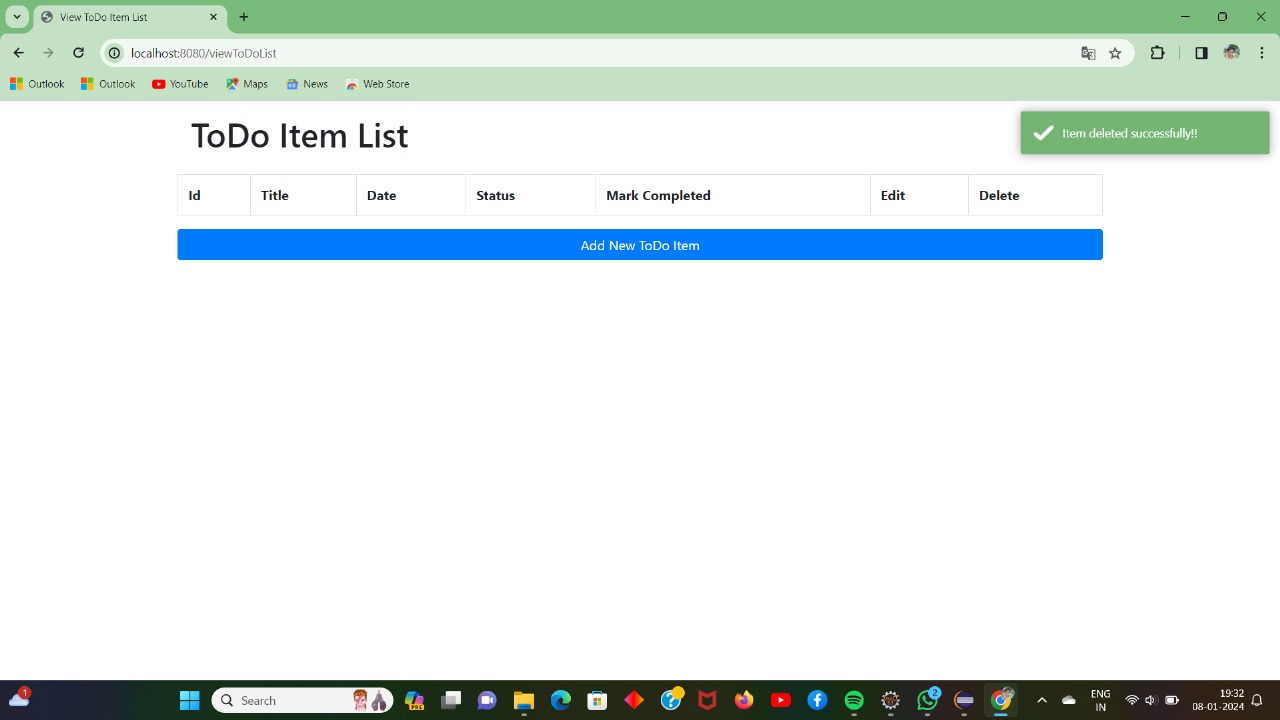 View ToDo Item List
localhost:8080/viewToDoList
Outlook
Outlook
YouTube
Maps
News
Web Store
ToDo Item List
Item deleted successfully!!
Id Title Date Status Mark Completed Edit Delete
Add New ToDo Item
1
Search
PRE
2
ENG
IN
19:32
08-01-2024